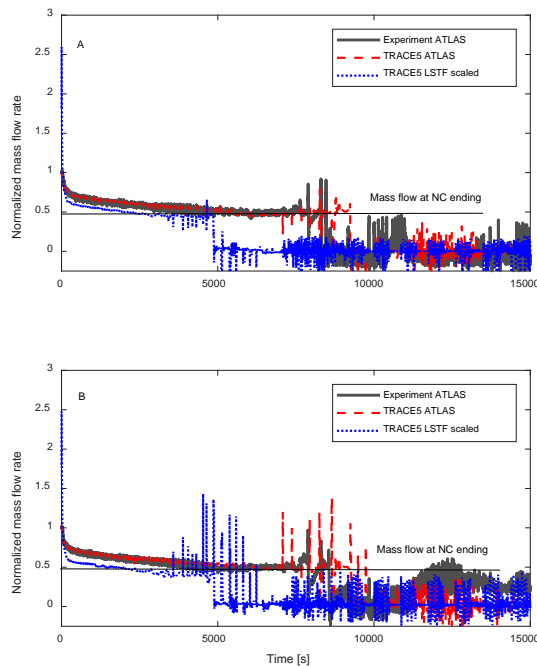 3
A
Experiment ATLAS
TRACE5 ATLAS
TRACE5 LSTF scaled
2.5
2
1.5
1
0.5
0
Normalized mass flow rate
Mass flow at NC ending
0
5000
10000
15000
3
B
Experiment ATLAS
TRACE5 ATLAS
TRACE5 LSTF scaled
2.5
2
1.5
1
0.5
0
Normalized mass flow rate
Mass flow at NC ending
0
5000
10000
15000
Time [s]